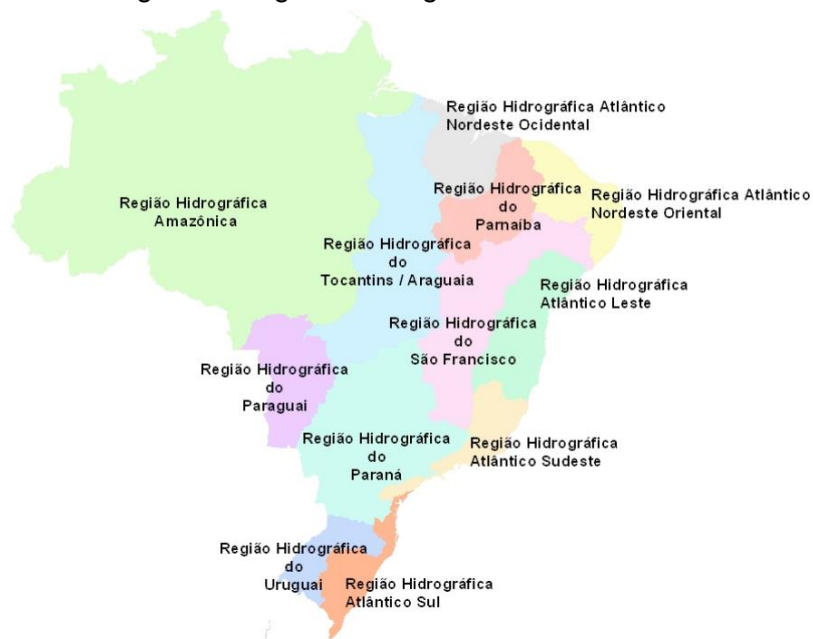 Região Hidrográfica Atlântico
Nordeste Ocidental
Região Hidrográfica
do
Parnaíba
Região Hidrográfica Atlântico
Nordeste Oriental
Região Hidrográfica
Amazônica
Região Hidrográfica
do
Tocantins / Araguaia
Região Hidrográfica
Atlântico Leste
Região Hidrográfica
do
São Francisco
Região Hidrográfica
do
Paraguai
Região Hidrográfica
do
Paraná
Região Hidrográfica
Atlântico Sudeste
Região Hidrográfica
do
Uruguai
Região Hidrográfica
Atlântico Sul